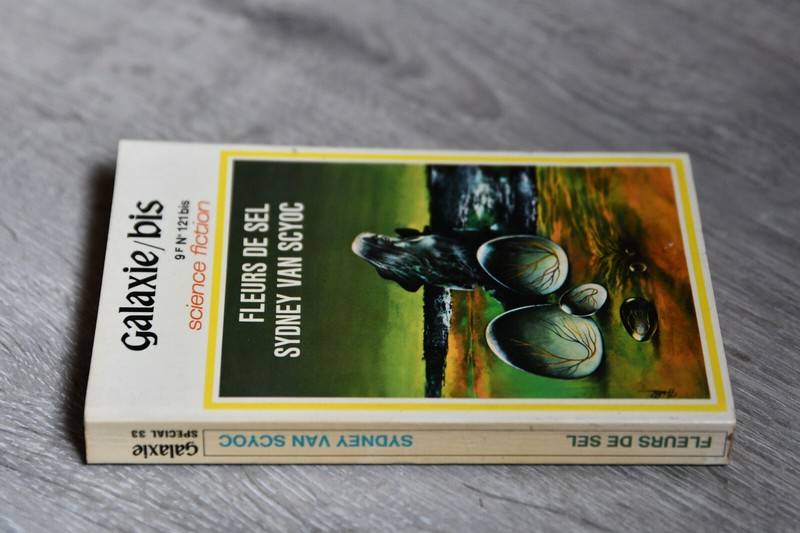 galaxie/bis
9F N° 121 bis
science fiction
FLEURS DE SEL
SYDNEY VAN SCYOC
galaxie
SPECIAL 33
SYDNEY VAN SCYOC
FLEURS DE SEL